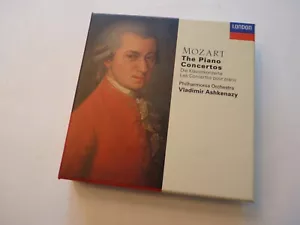 LONDON
MOZART
The Piano
Concertos
Die Klavierkonzerte
Les Concertos pour piano
Philharmonia Orchestra
Vladimir Ashkenazy